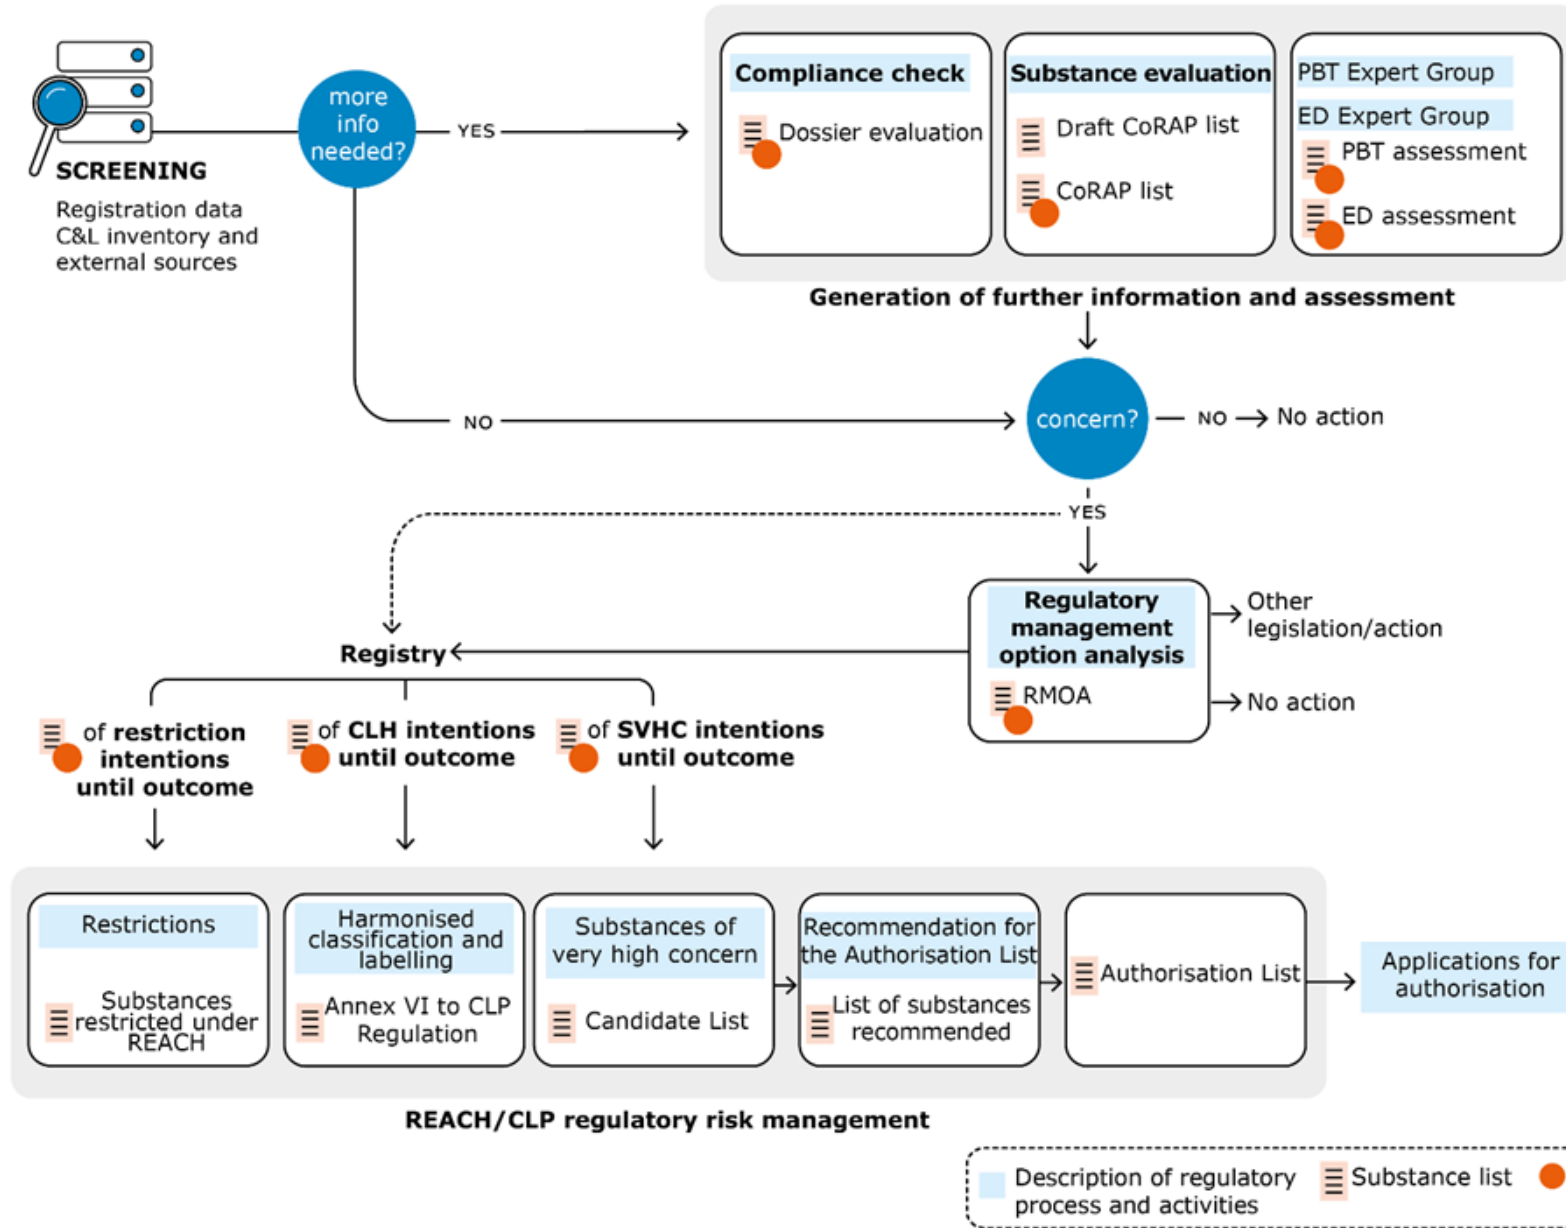 more
info
needed?
YES
SCREENING
Registration data
C&L inventory and
external sources
Compliance check
Dossier evaluation
Substance evaluation
Draft CoRAP list
CoRAP list
PBT Expert Group
ED Expert Group
PBT assessment
ED assessment
Generation of further information and assessment
NO
concern?
NO
No action
YES
Regulatory
management
option analysis
RMOA
Other
legislation/action
No action
Registry
of restriction
intentions
until outcome
of CLH intentions
until outcome
of SVHC intentions
until outcome
Restrictions
Substances
restricted under
REACH
Harmonised
classification and
labelling
Annex VI to CLP
Regulation
Substances of
very high concern
Candidate List
Recommendation for
the Authorisation List
List of substances
recommended
Authorisation List
Applications for
authorisation
REACH/CLP regulatory risk management
Description of regulatory
process and activities
Substance list